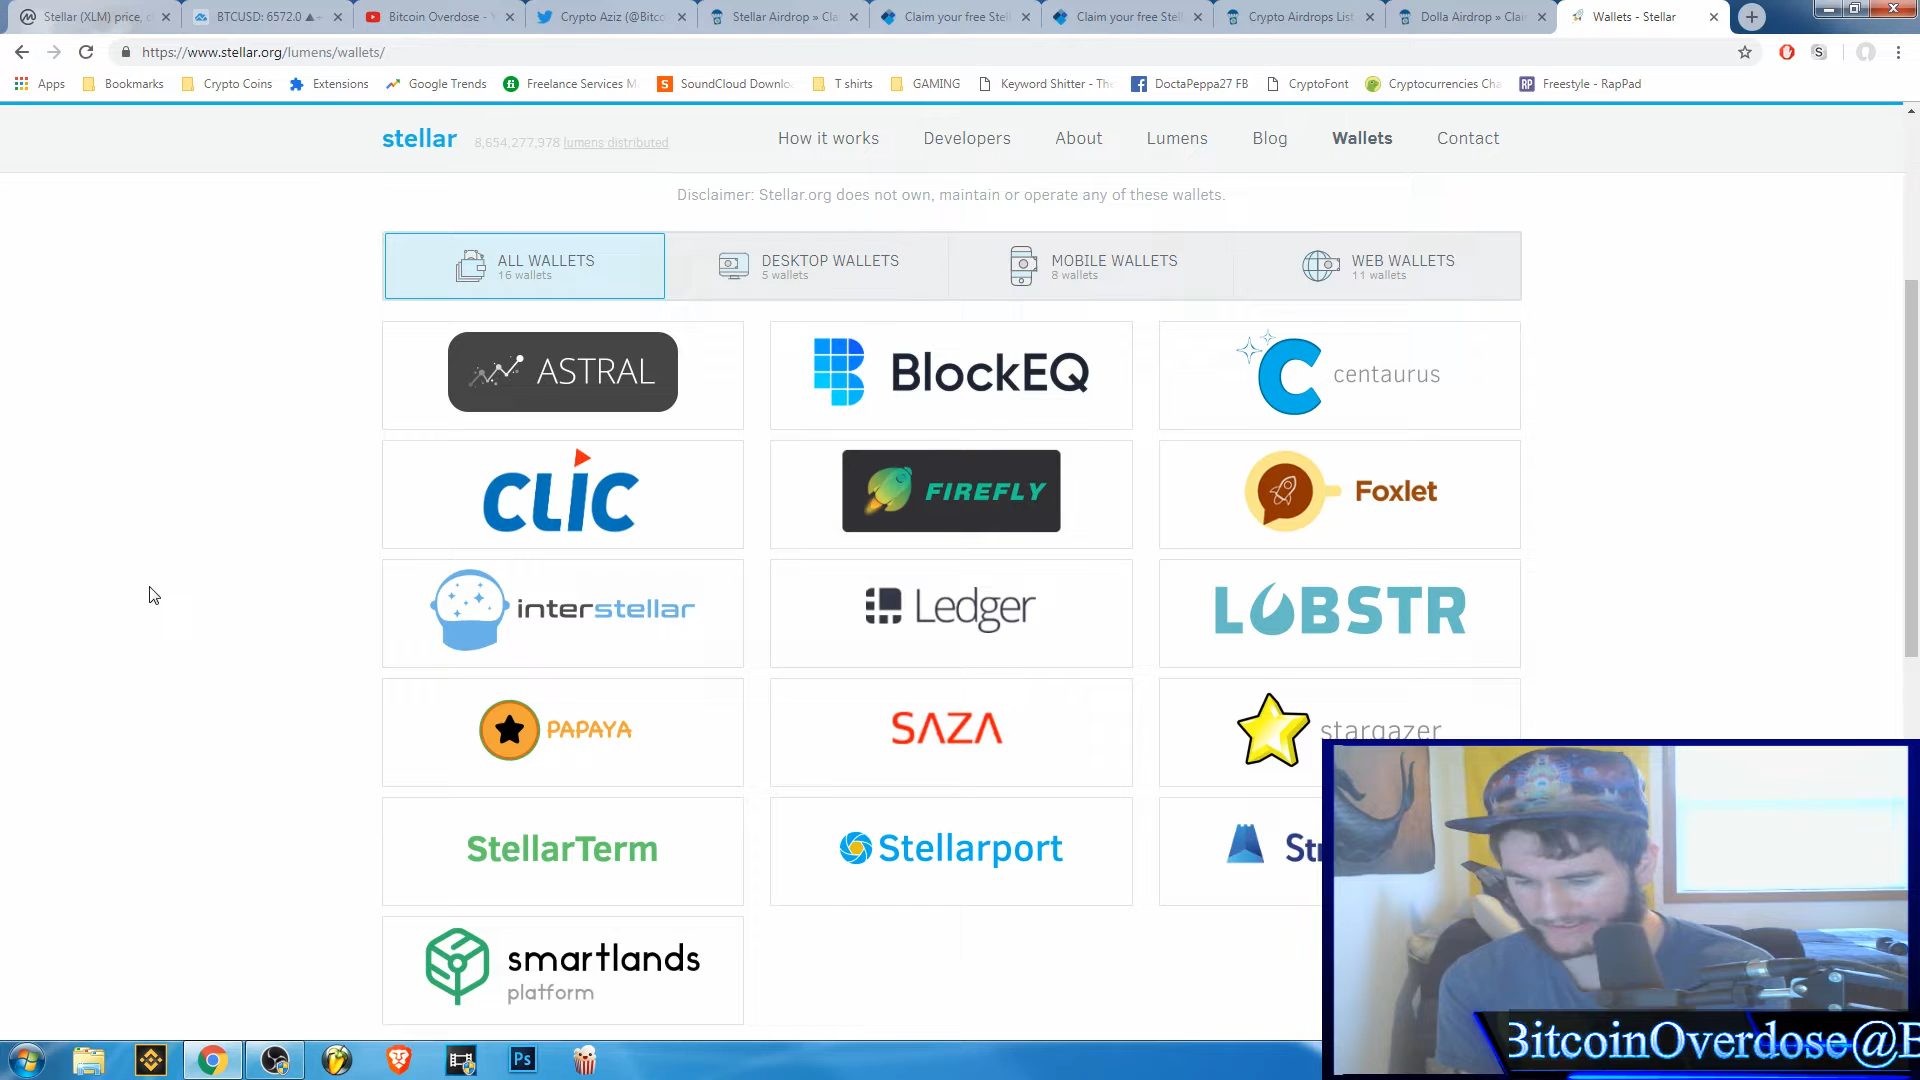 Stellar (XLM) price, c
BTCUSD: 6572.0
Bitcoin Overdose - Y
Crypto Aziz (@Bitco
Stellar Airdrop » Cla
Claim your free Stel
Claim your free Stel
Crypto Airdrops List
Dolla Airdrop » Clai
Wallets - Stellar
https://www.stellar.org/lumens/wallets/
Apps
Bookmarks
Crypto Coins
Extensions
Google Trends
Freelance Services M
SoundCloud Downlo
T shirts
GAMING
Keyword Shitter - The
DoctaPeppa27 FB
CryptoFont
Cryptocurrencies Cha
Freestyle - RapPad
stellar 8,654,277,978 lumens distributed
How it works
Developers
About
Lumens
Blog
Wallets
Contact
Disclaimer: Stellar.org does not own, maintain or operate any of these wallets.
ALL WALLETS
16 wallets
DESKTOP WALLETS
5 wallets
MOBILE WALLETS
8 wallets
WEB WALLETS
11 wallets
ASTRAL
BlockEQ
centaurus
CLIC
FIREFLY
Foxlet
interstellar
Ledger
LOBSTR
PAPAYA
SAZA
stargazer
StellarTerm
Stellarport
Str
smartlands
platform
BitcoinOverdose@B
Ps